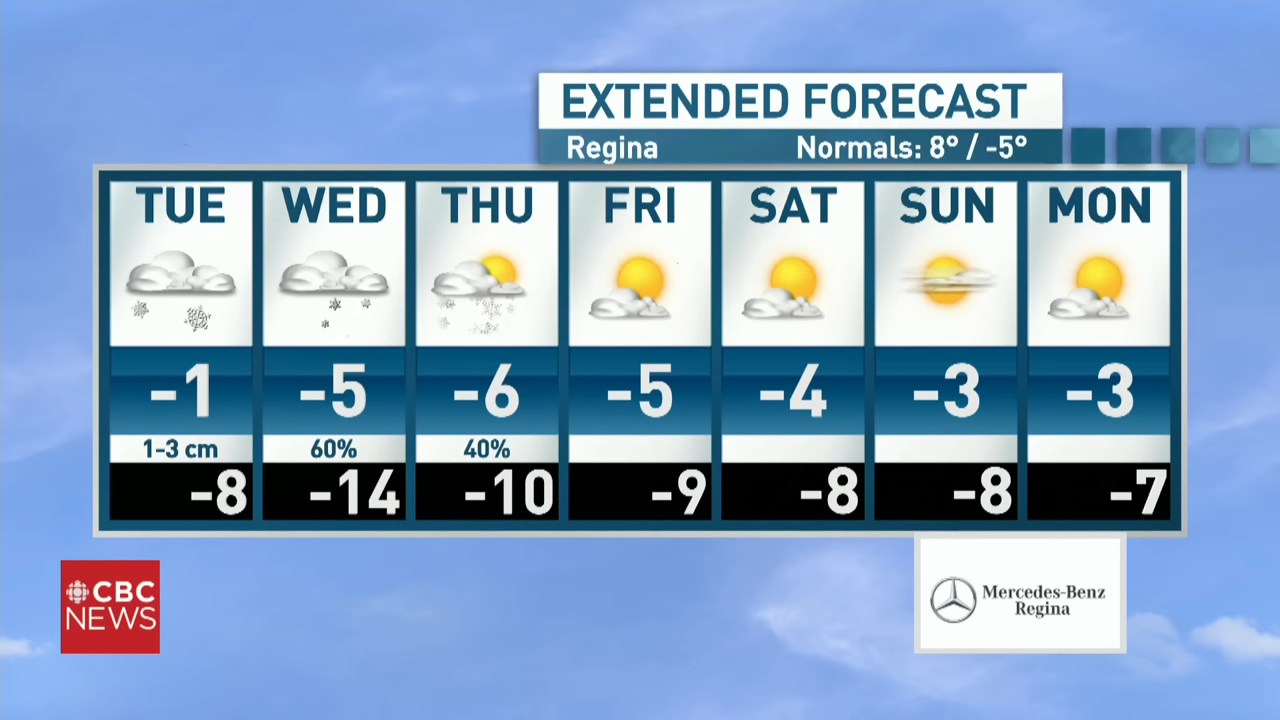 EXTENDED FORECAST
Regina Normals: 8° / -5°
TUE WED THU FRI SAT SUN MON
-1 -5 -6 -5 -4 -3 -3
1-3 cm 60% 40%
-8 -14 -10 -9 -8 -8 -7
CBC
NEWS
Mercedes-Benz
Regina